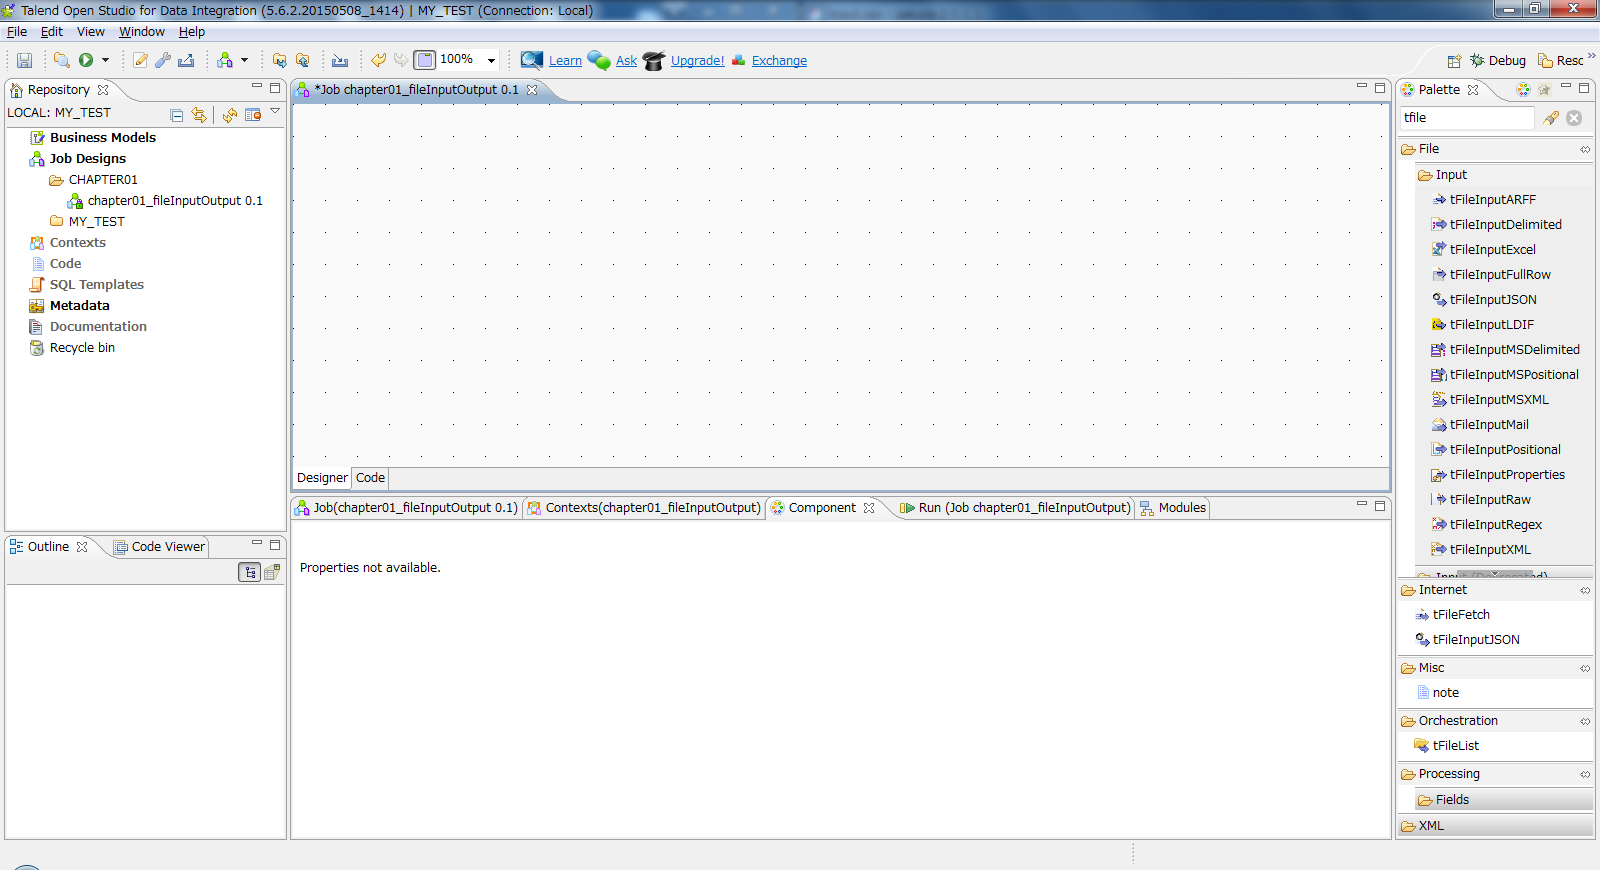 Talend Open Studio for Data Integration (5.6.2.20150508_1414) | MY_TEST (Connection: Local)
File Edit View Window Help
100% Learn Ask Upgrade! Exchange Debug Resc
Repository
LOCAL: MY_TEST
Business Models
Job Designs
CHAPTER01
chapter01_fileInputOutput 0.1
MY_TEST
Contexts
Code
SQL Templates
Metadata
Documentation
Recycle bin
Outline Code Viewer
*Job chapter01_fileInputOutput 0.1
Designer Code
Job(chapter01_fileInputOutput 0.1) Contexts(chapter01_fileInputOutput) Component Run (Job chapter01_fileInputOutput) Modules
Properties not available.
Palette
tfile
File
Input
tFileInputARFF
tFileInputDelimited
tFileInputExcel
tFileInputFullRow
tFileInputJSON
tFileInputLDIF
tFileInputMSDelimited
tFileInputMSPositional
tFileInputMSXML
tFileInputMail
tFileInputPositional
tFileInputProperties
tFileInputRaw
tFileInputRegex
tFileInputXML
Internet
tFileFetch
tFileInputJSON
Misc
note
Orchestration
tFileList
Processing
Fields
XML